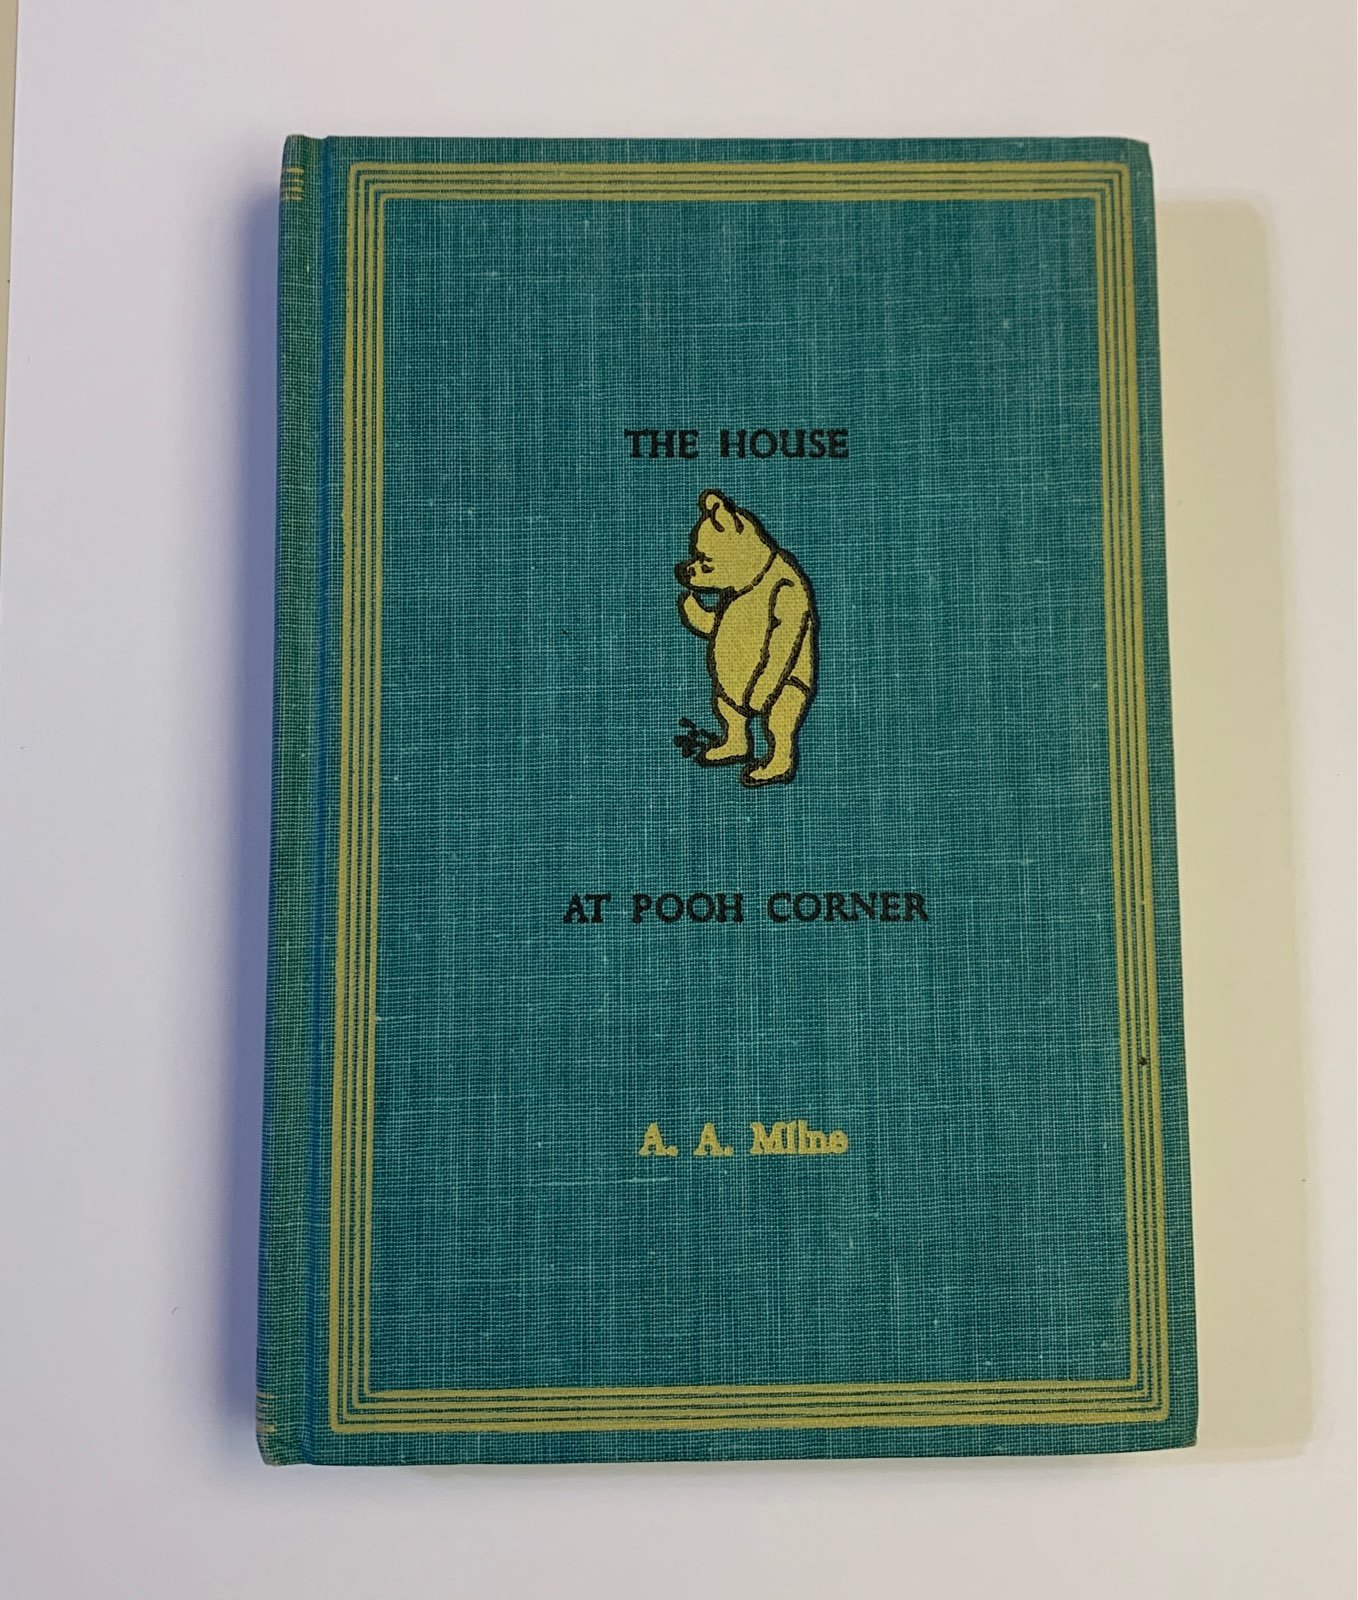 THE HOUSE
AT POOH CORNER
A. A. Milne